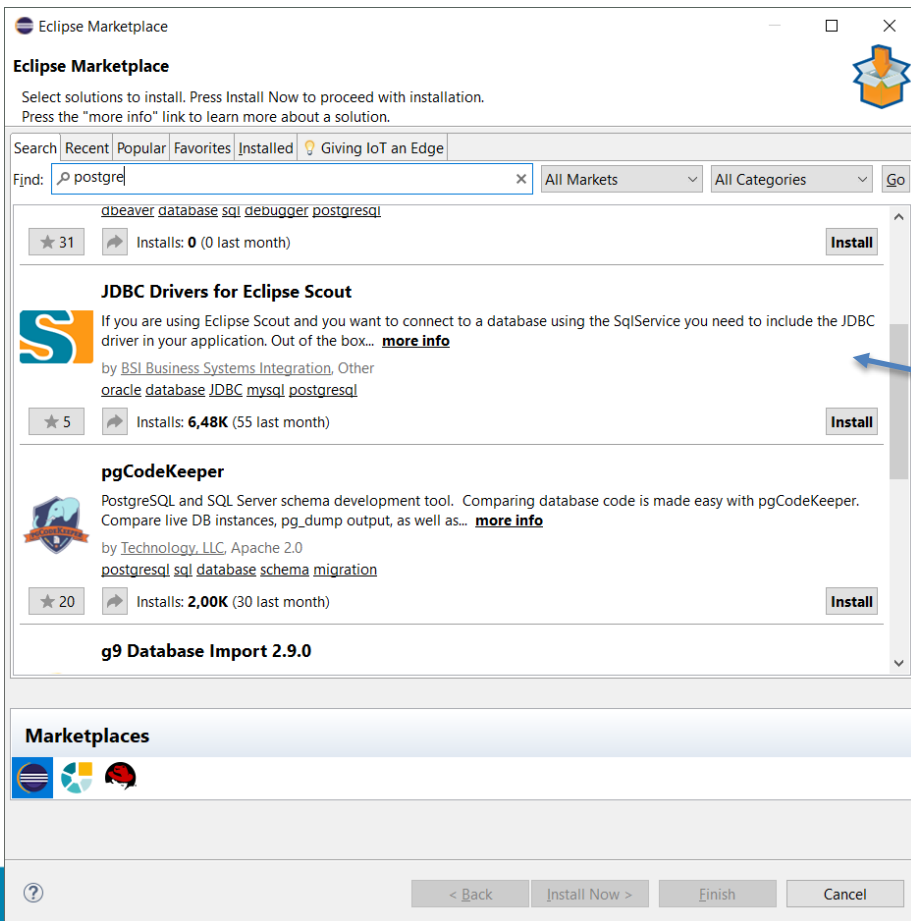 Eclipse Marketplace
Eclipse Marketplace
Select solutions to install. Press Install Now to proceed with installation.
Press the "more info" link to learn more about a solution.
Search Recent Popular Favorites Installed Giving IoT an Edge
Find: postgre All Markets All Categories Go
dbeaver database sql debugger postgresql
31 Installs: 0 (0 last month) Install
JDBC Drivers for Eclipse Scout
If you are using Eclipse Scout and you want to connect to a database using the SqlService you need to include the JDBC
driver in your application. Out of the box... more info
by BSI Business Systems Integration, Other
oracle database JDBC mysql postgresql
5 Installs: 6,48K (55 last month) Install
pgCodeKeeper
PostgreSQL and SQL Server schema development tool. Comparing database code is made easy with pgCodeKeeper.
Compare live DB instances, pg_dump output, as well as... more info
by Technology, LLC, Apache 2.0
postgresql sql database schema migration
20 Installs: 2,00K (30 last month) Install
g9 Database Import 2.9.0
Marketplaces
? < Back Install Now > Finish Cancel